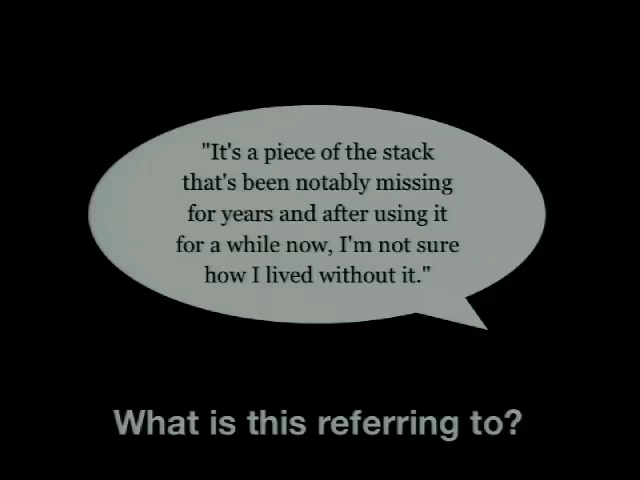 "It's a piece of the stack
that's been notably missing
for years and after using it
for a while now, I'm not sure
how I lived without it."
What is this referring to?